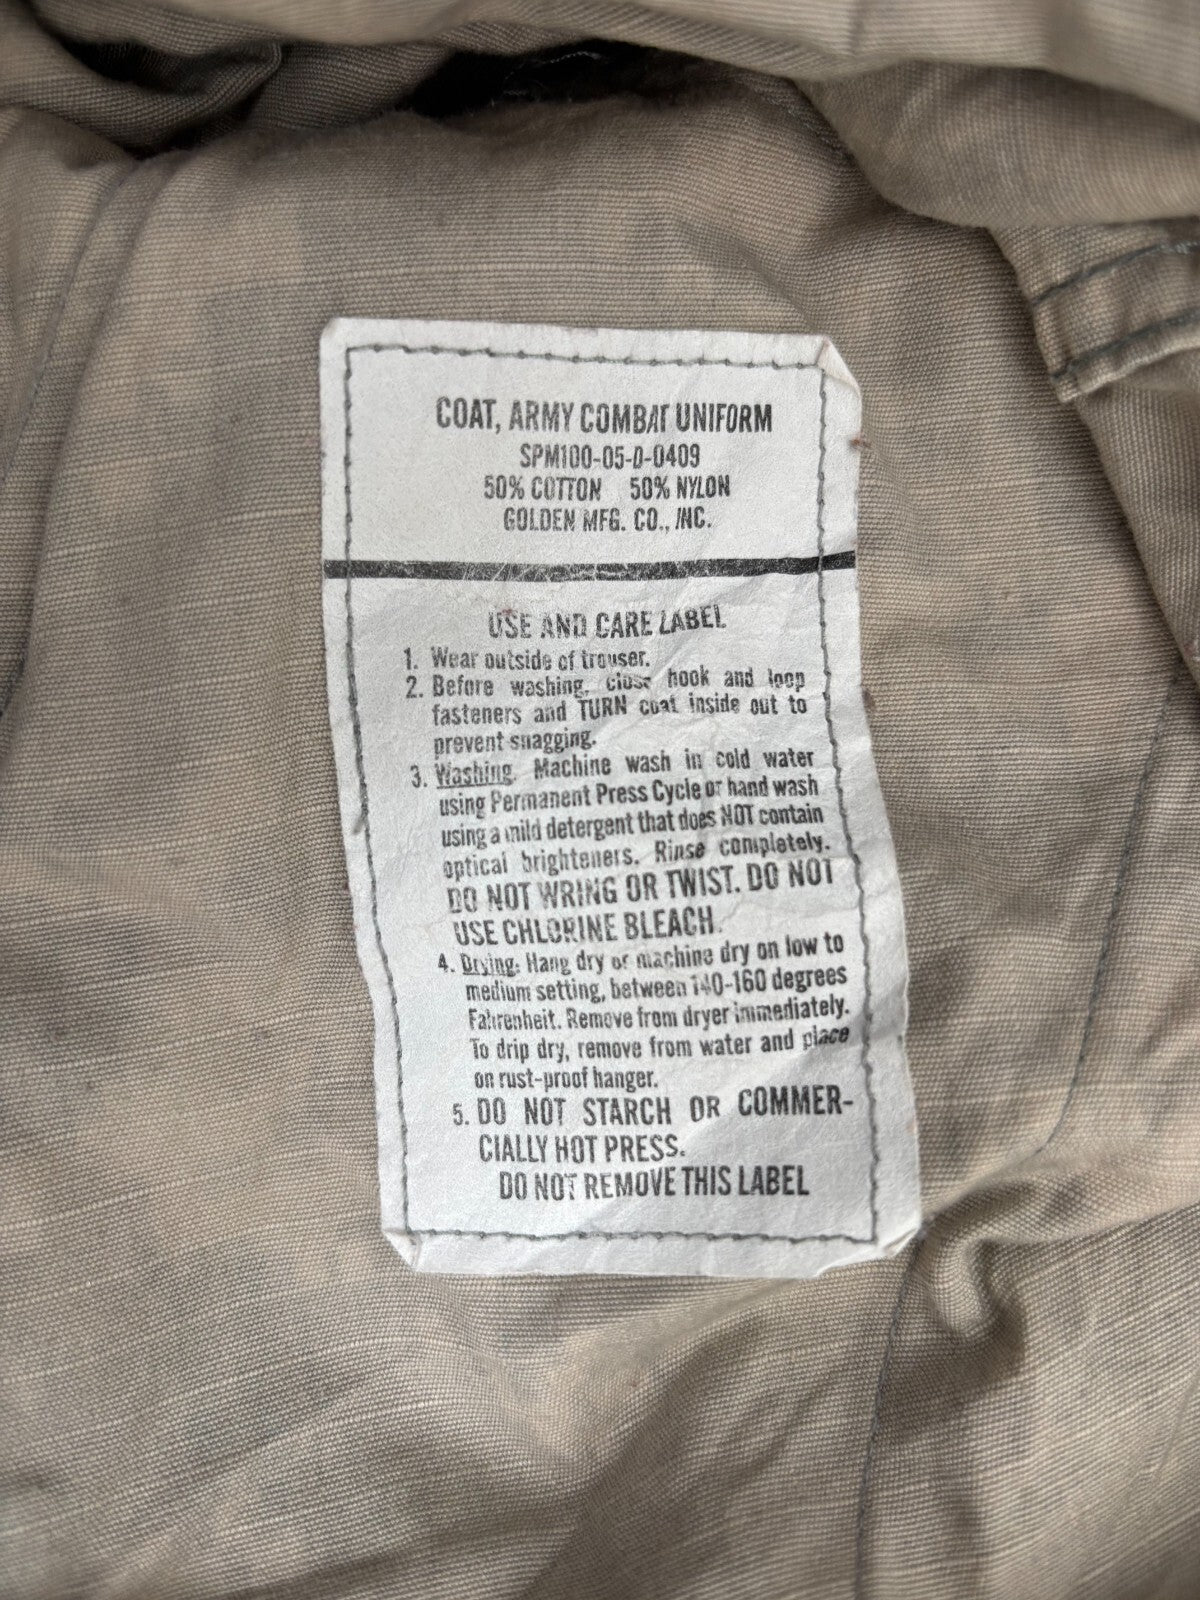 COAT, ARMY COMBAT UNIFORM
SPM100-05-D-0409
50% COTTON 50% NYLON
GOLDEN MFG. CO., INC.
USE AND CARE LABEL
1. Wear outside of trouser.
2. Before washing, close hook and loop
fasteners and TURN coat inside out to
prevent snagging.
3. Washing. Machine wash in cold water
using Permanent Press Cycle or hand wash
using a mild detergent that does NOT contain
optical brighteners. Rinse completely.
DO NOT WRING OR TWIST. DO NOT
USE CHLORINE BLEACH.
4. Drying: Hang dry or machine dry on low to
medium setting, between 140-160 degrees
Fahrenheit. Remove from dryer immediately.
To drip dry, remove from water and place
on rust-proof hanger.
5. DO NOT STARCH OR COMMER-
CIALLY HOT PRESS.
DO NOT REMOVE THIS LABEL